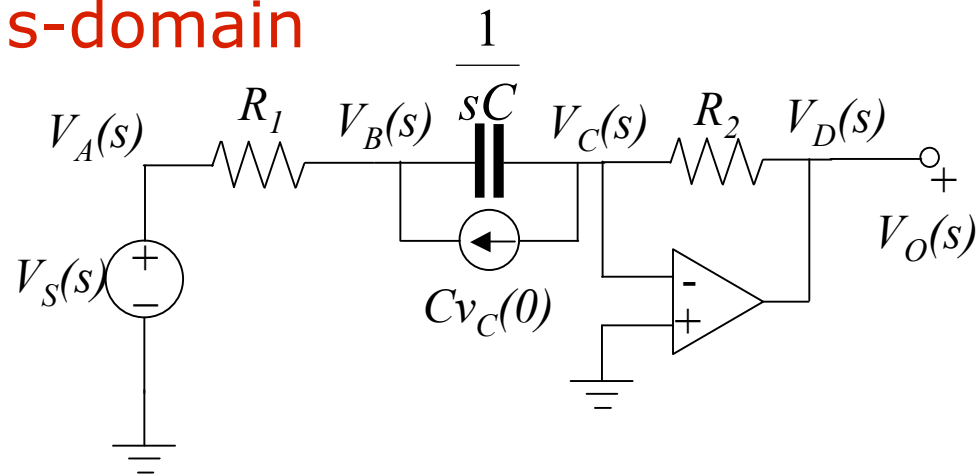 s-domain
1
sC
R_1
V_A(s)
V_B(s)
V_C(s)
R_2
V_D(s)
+
V_O(s)
V_S(s)
+
−
Cv_C(0)
-
+